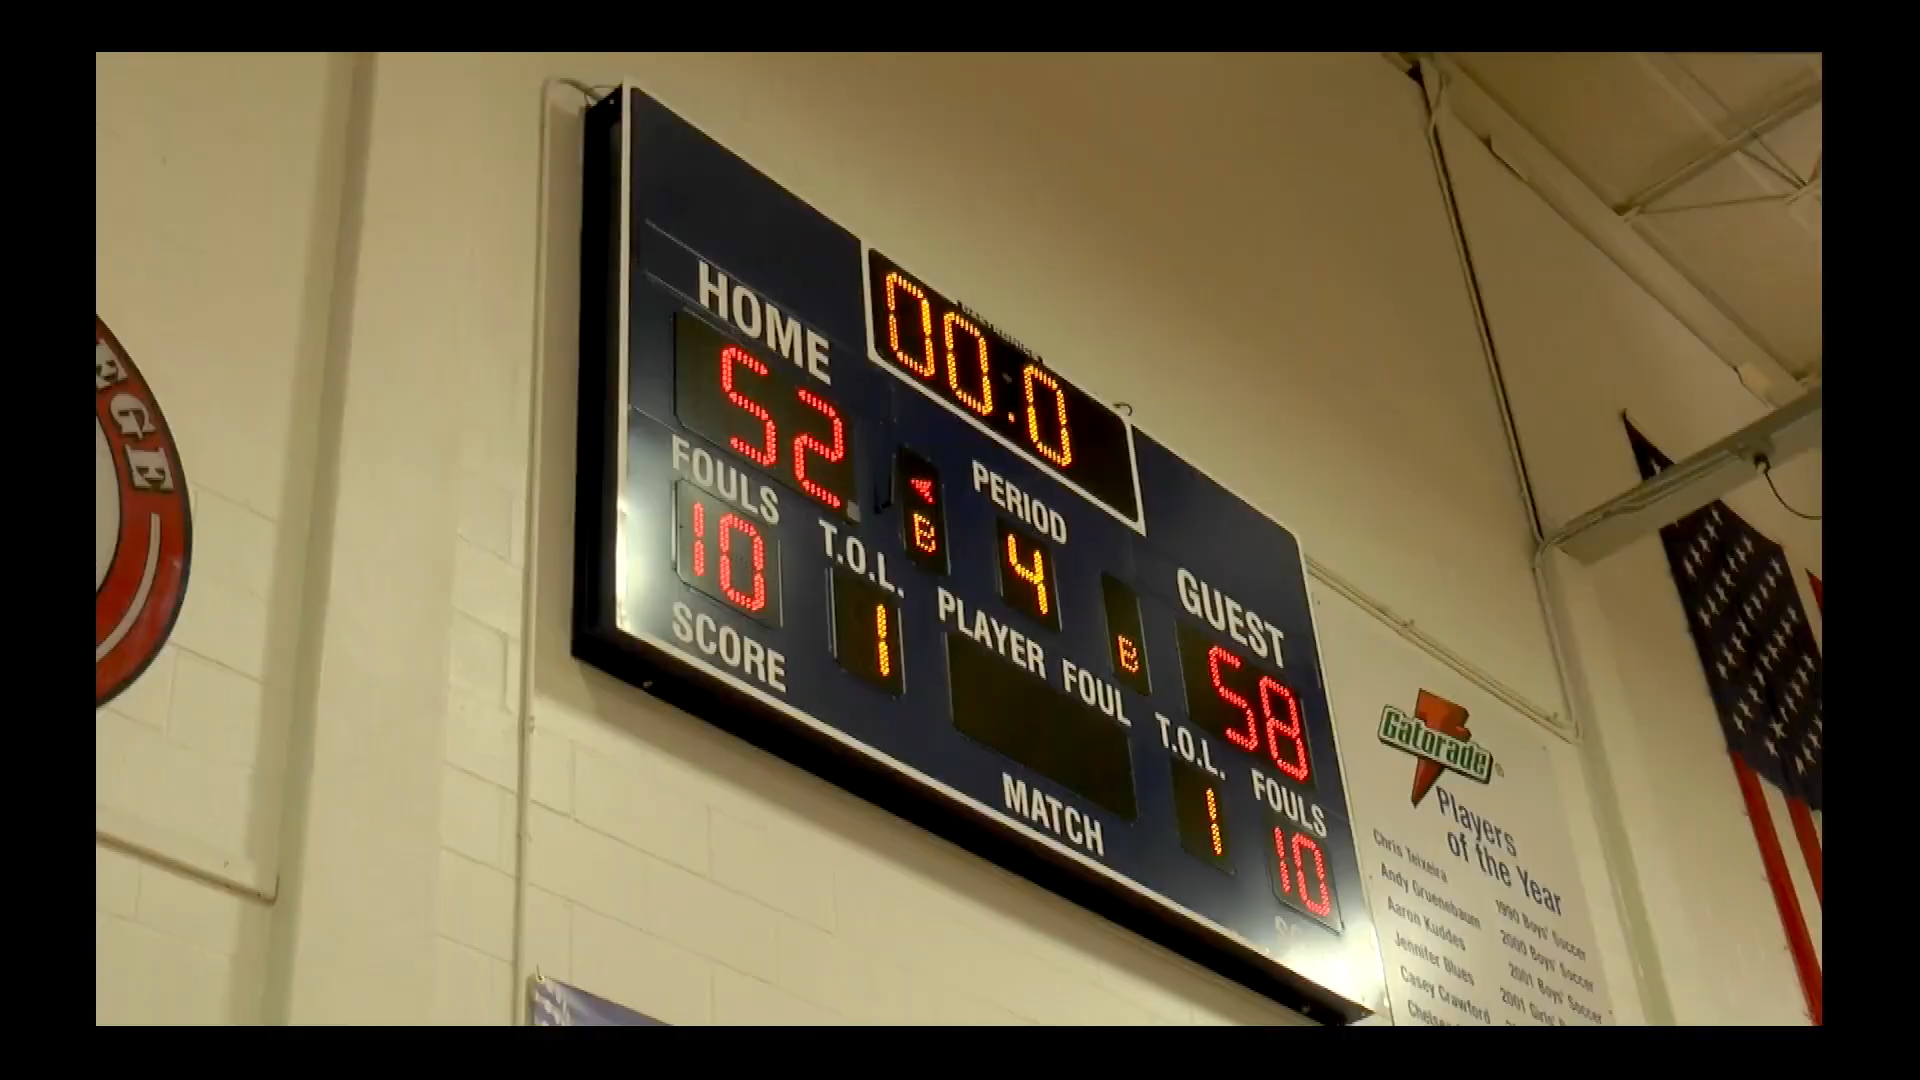 EGE
HOME
52
FOULS
10
SCORE
00.0
T.O.L.
1
B
PERIOD
4
PLAYER FOUL
MATCH
B
GUEST
58
T.O.L.
1
FOULS
10
Gatorade®
Players
of the Year
Chris Teixeira 1990 Boys' Soccer
Andy Gruenebaum 2000 Boys' Soccer
Aaron Kuddes 2001 Boys' Soccer
Jennifer Blues 2001 Girls'
Casey Crawford